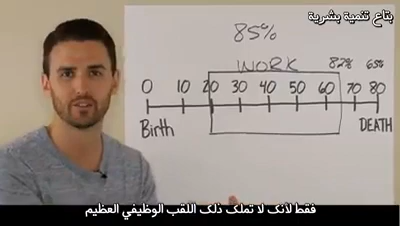 بتاع تنمية بشرية
85%
WORK
82% 65%
0 10 20 30 40 50 60 70 80
Birth DEATH
فقط لأنك لا تملك ذلك اللقب الوظيفي العظيم